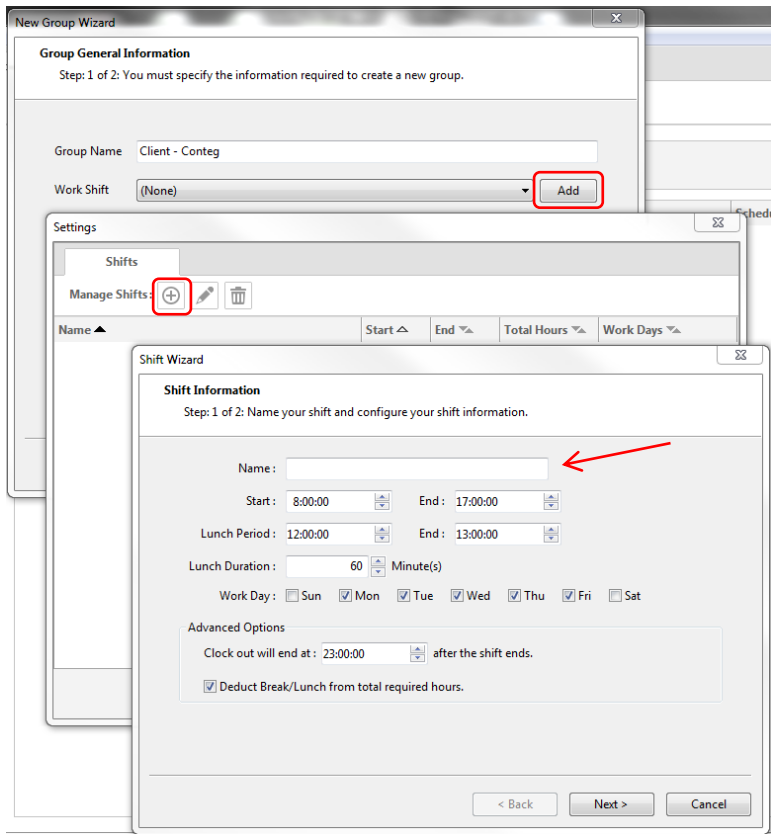 New Group Wizard
Group General Information
Step: 1 of 2: You must specify the information required to create a new group.
Group Name Client - Conteg
Work Shift (None) Add
Settings
Shifts
Manage Shifts:
Name Start End Total Hours Work Days
Shift Wizard
Shift Information
Step: 1 of 2: Name your shift and configure your shift information.
Name :
Start : 8:00:00 End : 17:00:00
Lunch Period : 12:00:00 End : 13:00:00
Lunch Duration : 60 Minute(s)
Work Day : Sun Mon Tue Wed Thu Fri Sat
Advanced Options
Clock out will end at : 23:00:00 after the shift ends.
Deduct Break/Lunch from total required hours.
< Back Next > Cancel